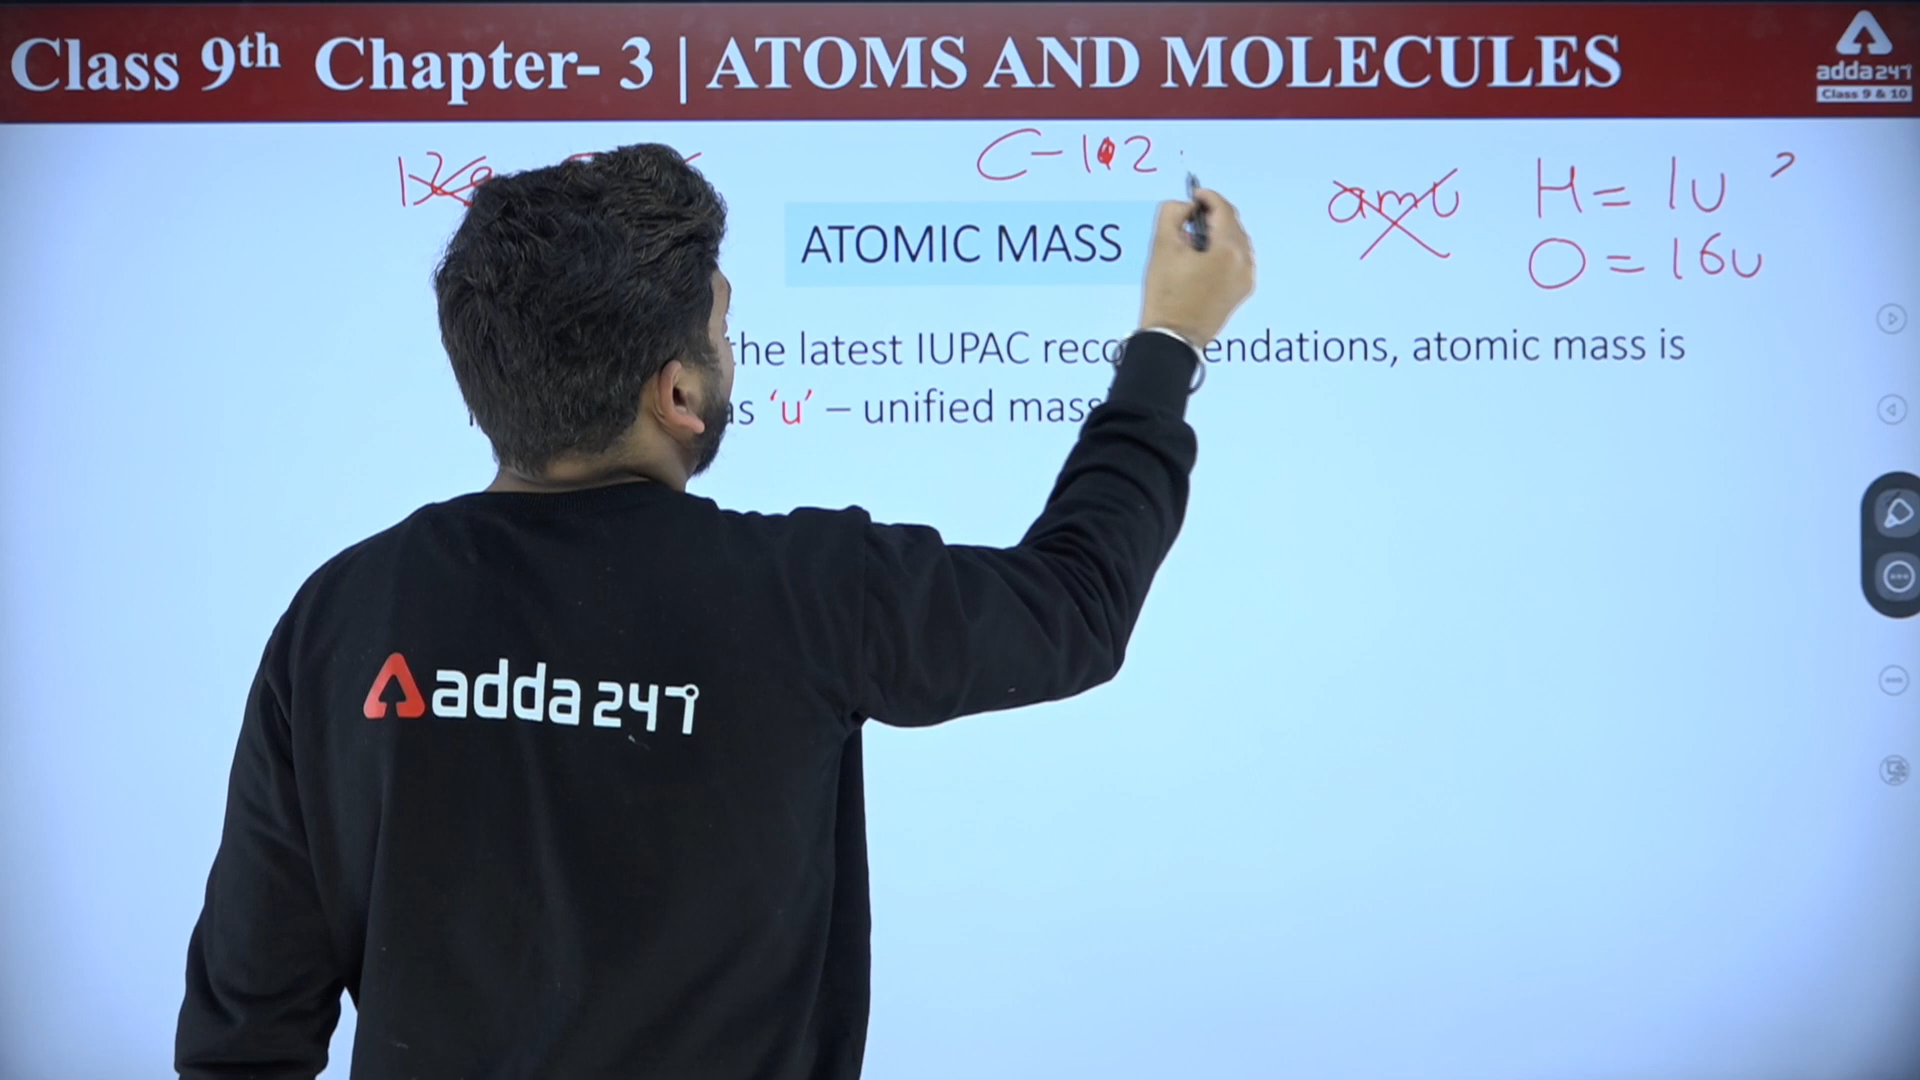 Class 9th Chapter- 3 | ATOMS AND MOLECULES
adda247
Class 9 & 10
C-12
amu
H = 1u
O = 16u
ATOMIC MASS
the latest IUPAC endations, atomic mass is
as ‘u’ – unified mass
adda247